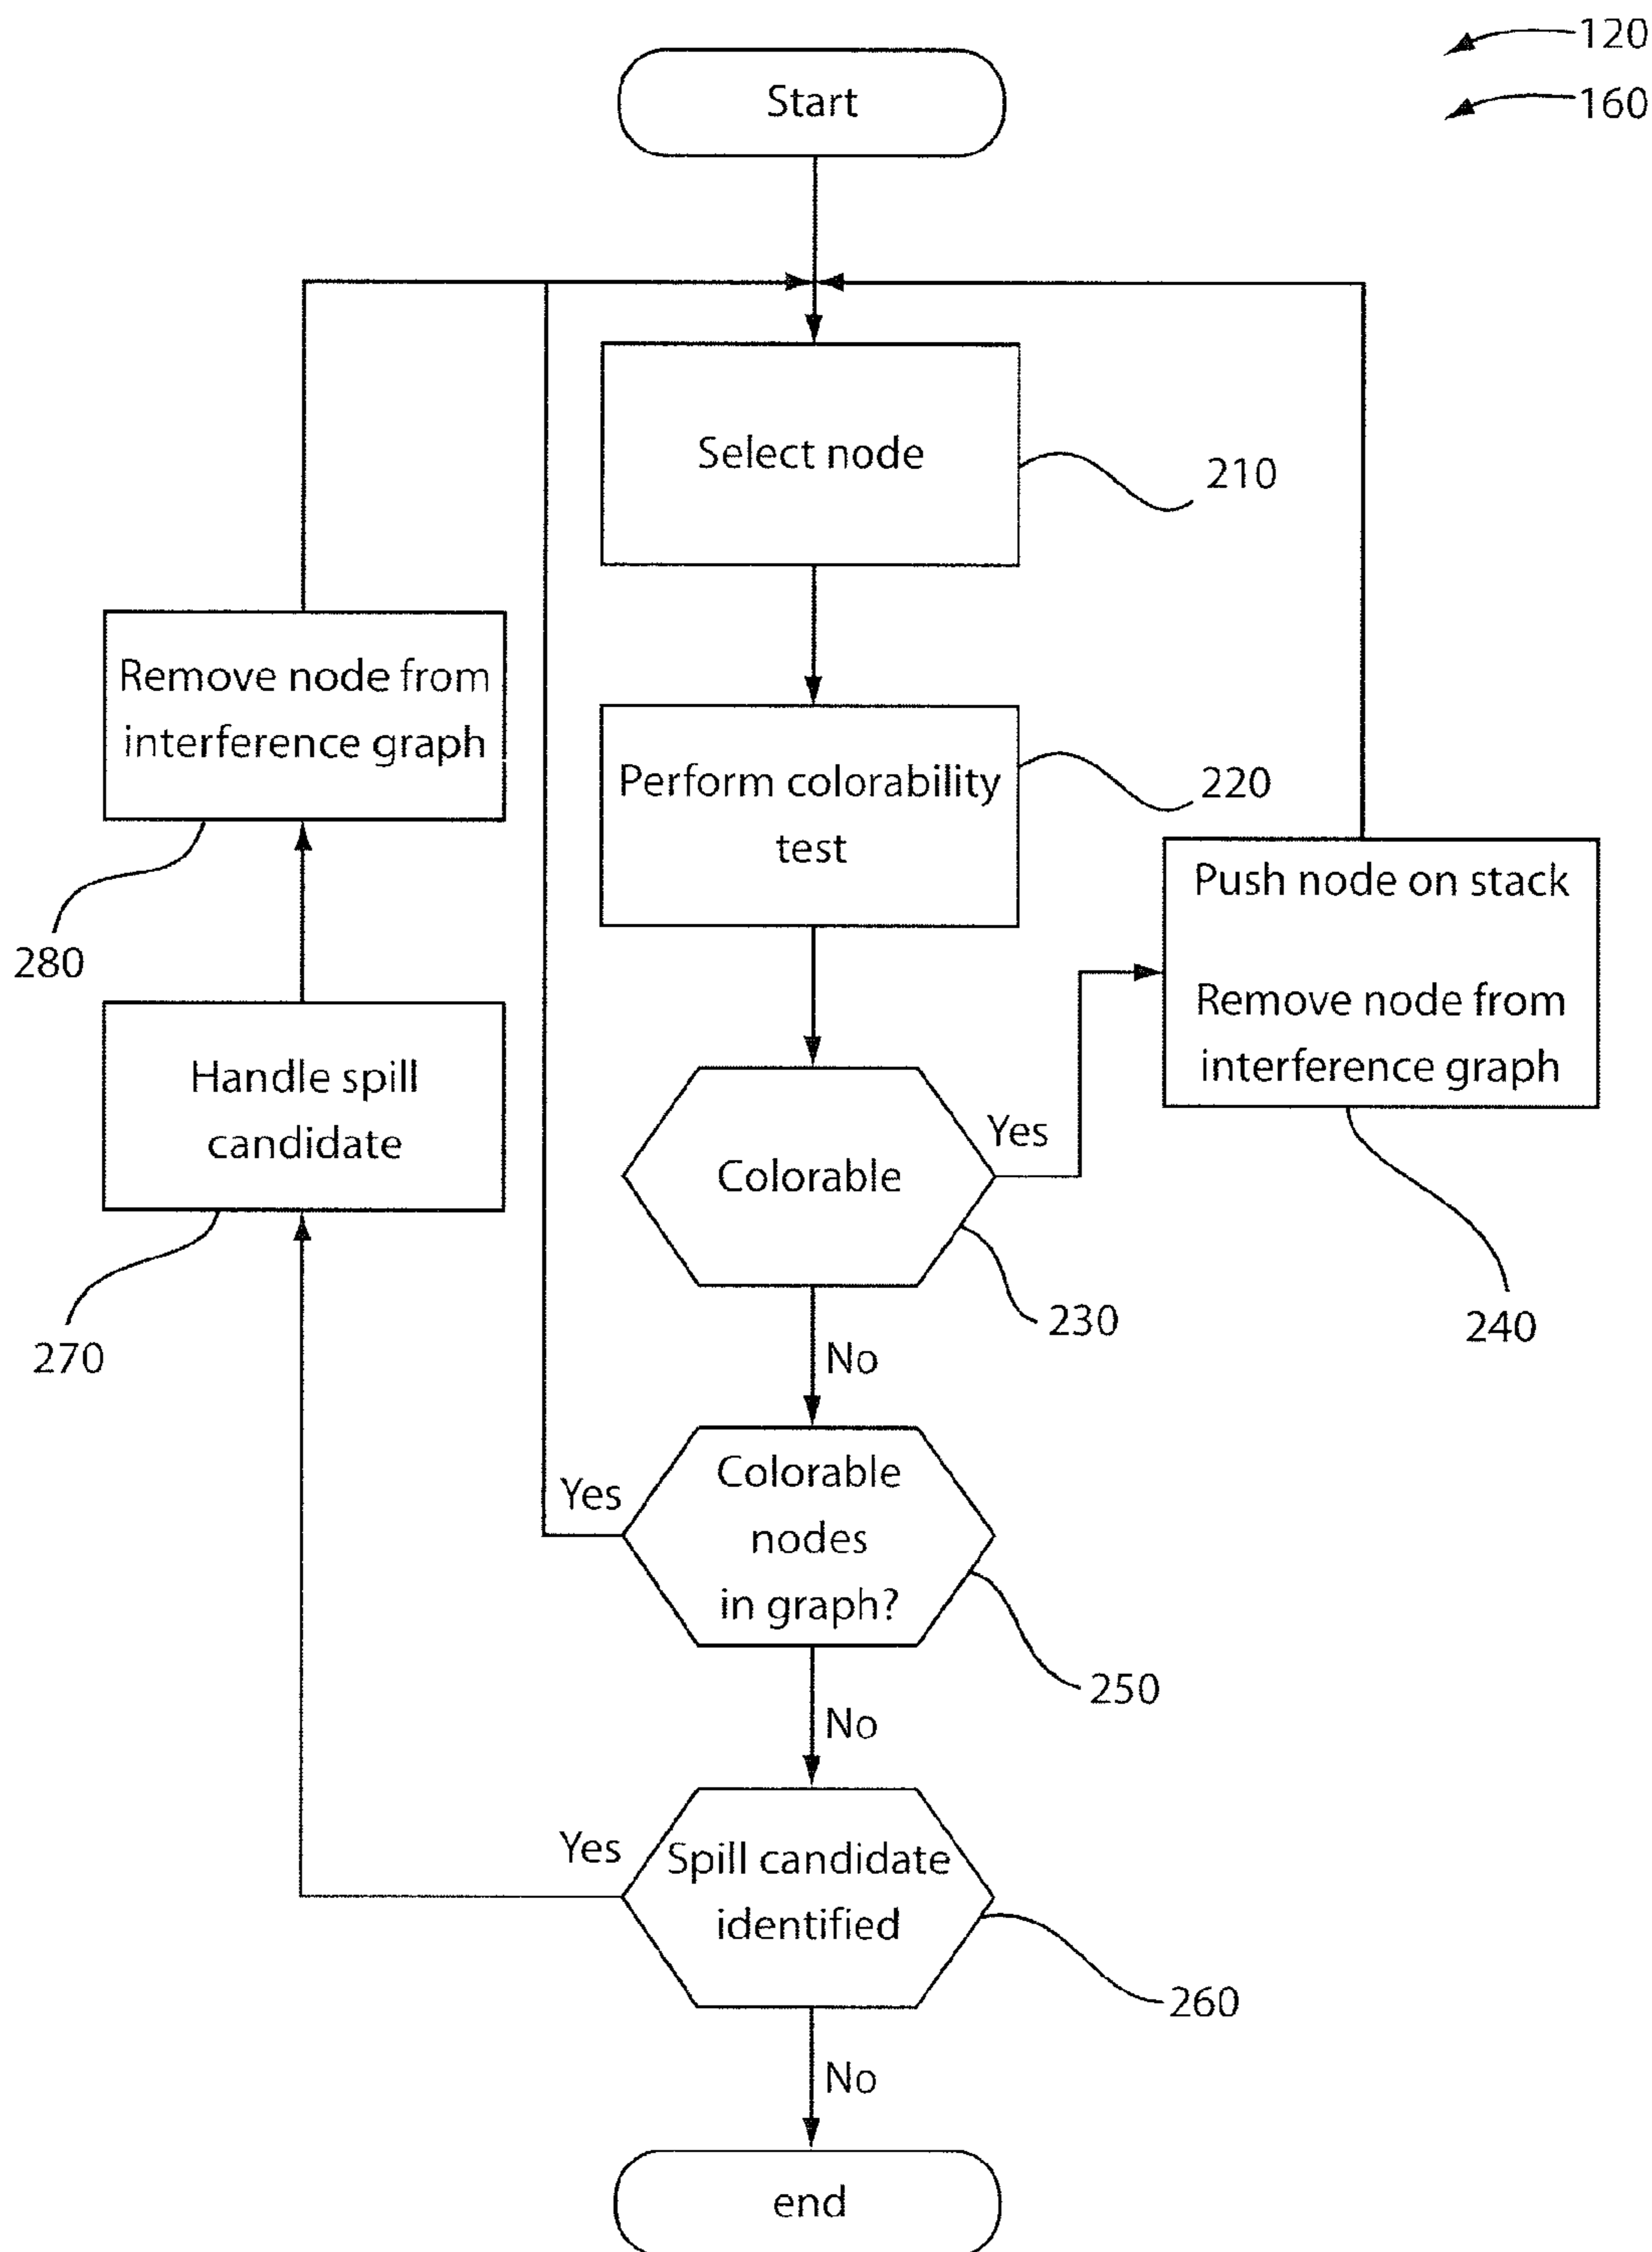 120
160
Start
Select node
210
Remove node from
interference graph
280
Perform colorability
test
220
Push node on stack
Remove node from
interference graph
240
Handle spill
candidate
270
Colorable
Yes
230
No
Colorable
nodes
in graph?
Yes
250
No
Spill candidate
identified
Yes
260
No
end